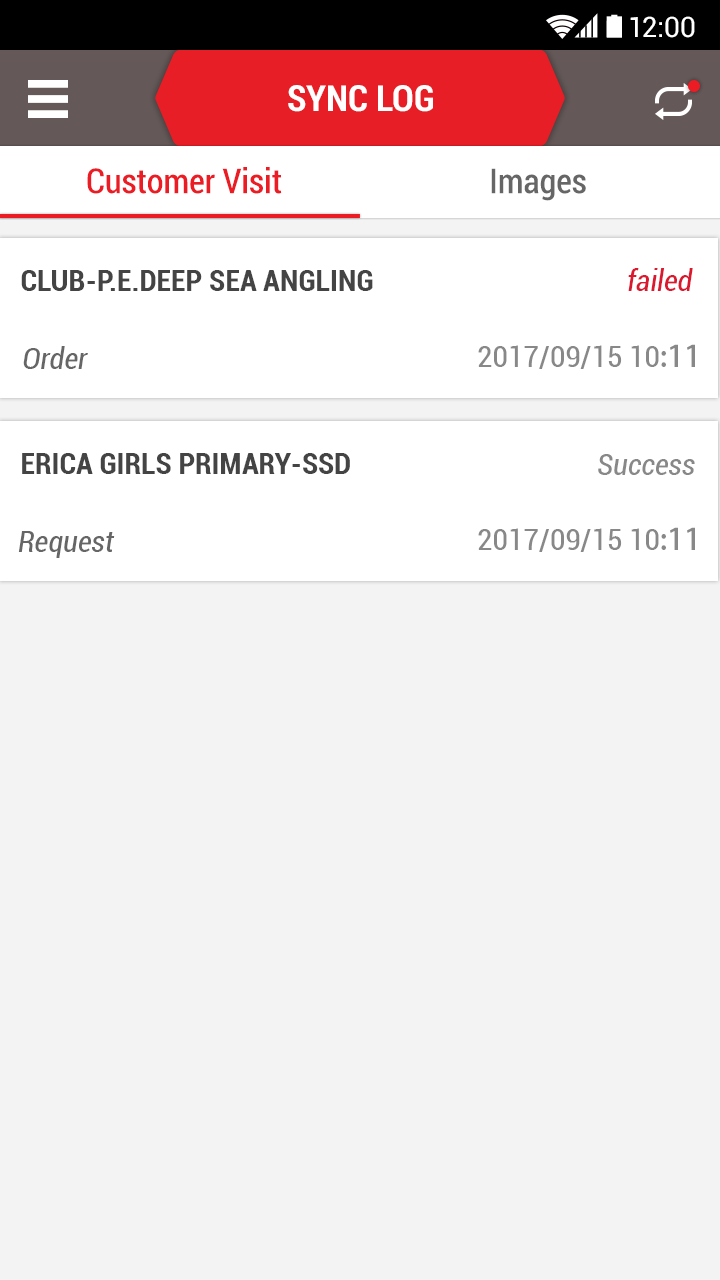 12:00
SYNC LOG
Customer Visit Images
CLUB-P.E.DEEP SEA ANGLING failed
Order 2017/09/15 10:11
ERICA GIRLS PRIMARY-SSD Success
Request 2017/09/15 10:11